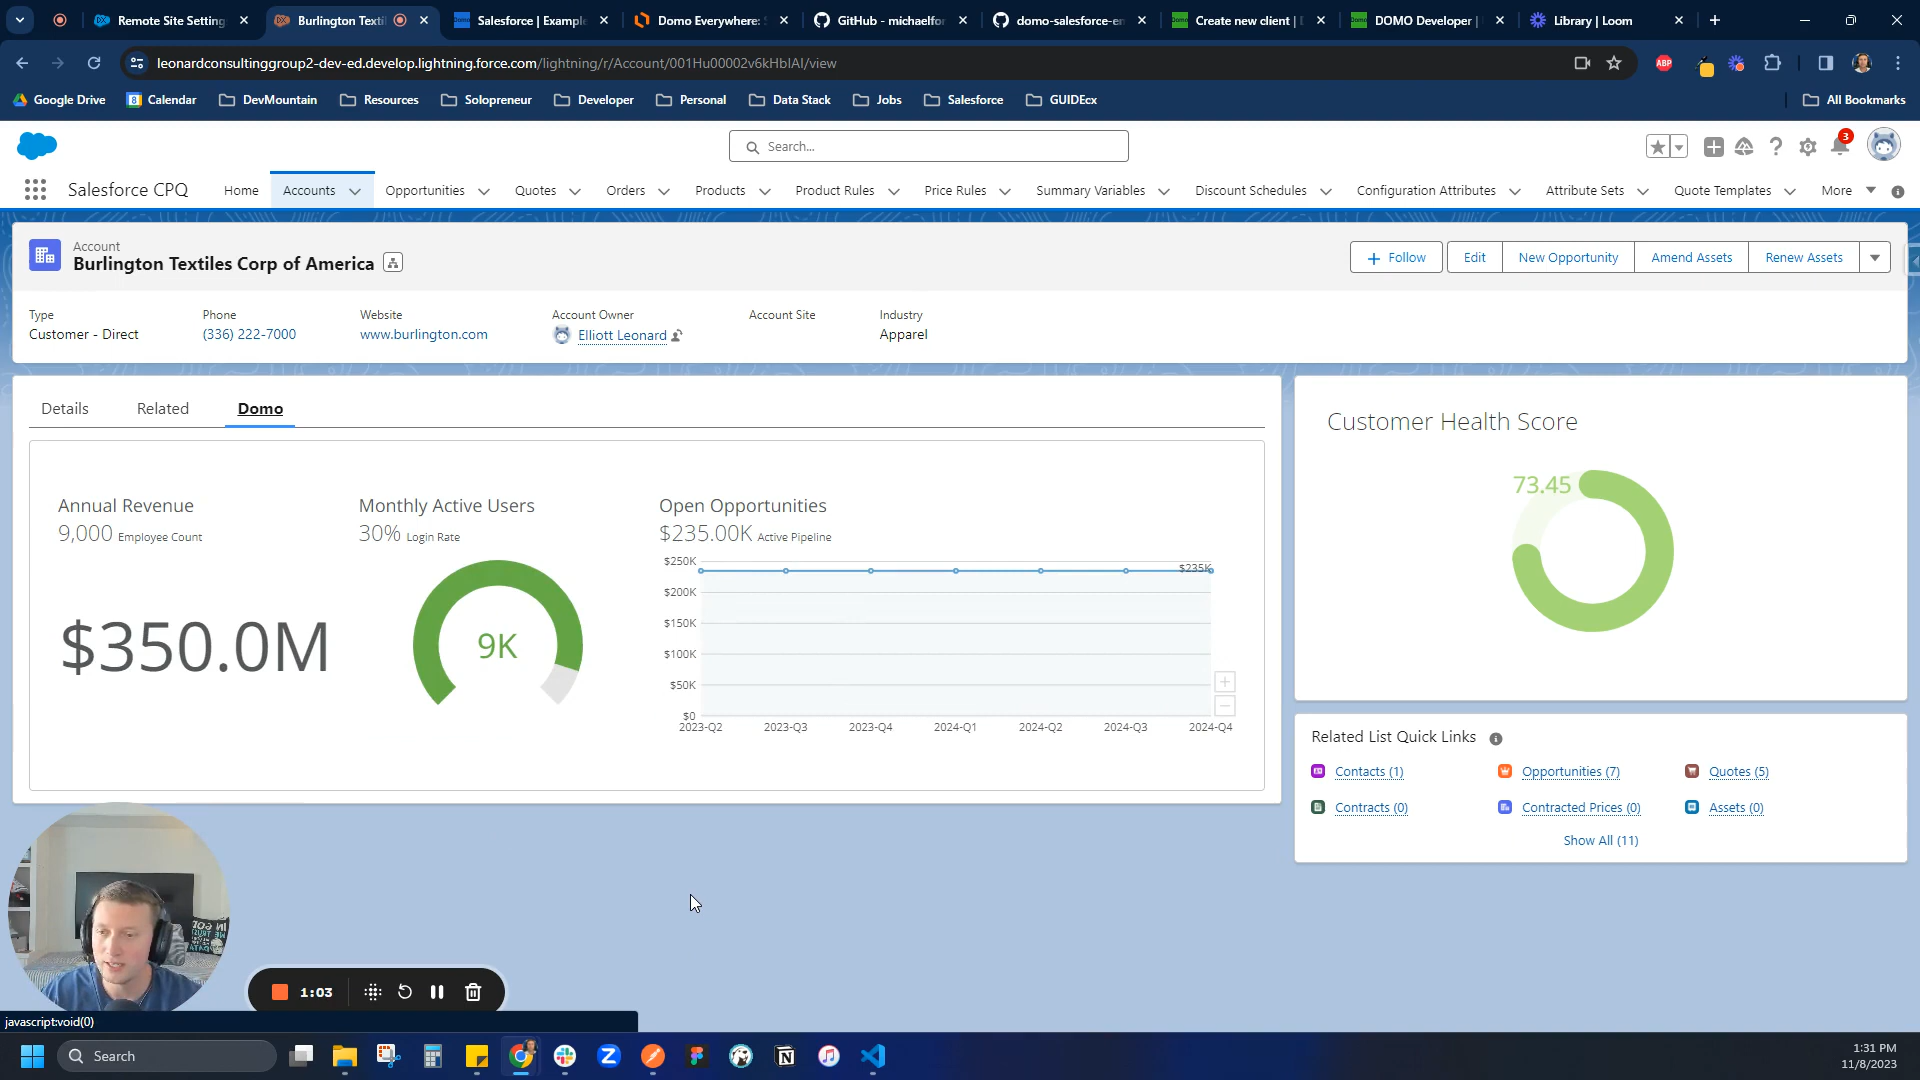 Remote Site Setting
Burlington Texti
Salesforce | Example
Domo Everywhere:
GitHub - michaelfor
domo-salesforce-en
Create new client |
DOMO Developer |
Library | Loom
leonardconsultinggroup2-dev-ed.develop.lightning.force.com/lightning/r/Account/001Hu00002v6kHbIAI/view
ABP
Google Drive
Calendar
DevMountain
Resources
Solopreneur
Developer
Personal
Data Stack
Jobs
Salesforce
GUIDEcx
All Bookmarks
Search...
3
Salesforce CPQ
Home
Accounts
Opportunities
Quotes
Orders
Products
Product Rules
Price Rules
Summary Variables
Discount Schedules
Configuration Attributes
Attribute Sets
Quote Templates
More
Account
Burlington Textiles Corp of America
Follow
Edit
New Opportunity
Amend Assets
Renew Assets
Type
Customer - Direct
Phone
(336) 222-7000
Website
www.burlington.com
Account Owner
Elliott Leonard
Account Site
Industry
Apparel
Details
Related
Domo
Annual Revenue
9,000 Employee Count
$350.0M
Monthly Active Users
30% Login Rate
9K
Open Opportunities
$235.00K Active Pipeline
$250K
$200K
$150K
$100K
$50K
$0
$235K
2023-Q2
2023-Q3
2023-Q4
2024-Q1
2024-Q2
2024-Q3
2024-Q4
Customer Health Score
73.45
Related List Quick Links
Contacts (1)
Opportunities (7)
Quotes (5)
Contracts (0)
Contracted Prices (0)
Assets (0)
Show All (11)
1:03
javascript:void(0)
Search
1:31 PM
11/8/2023